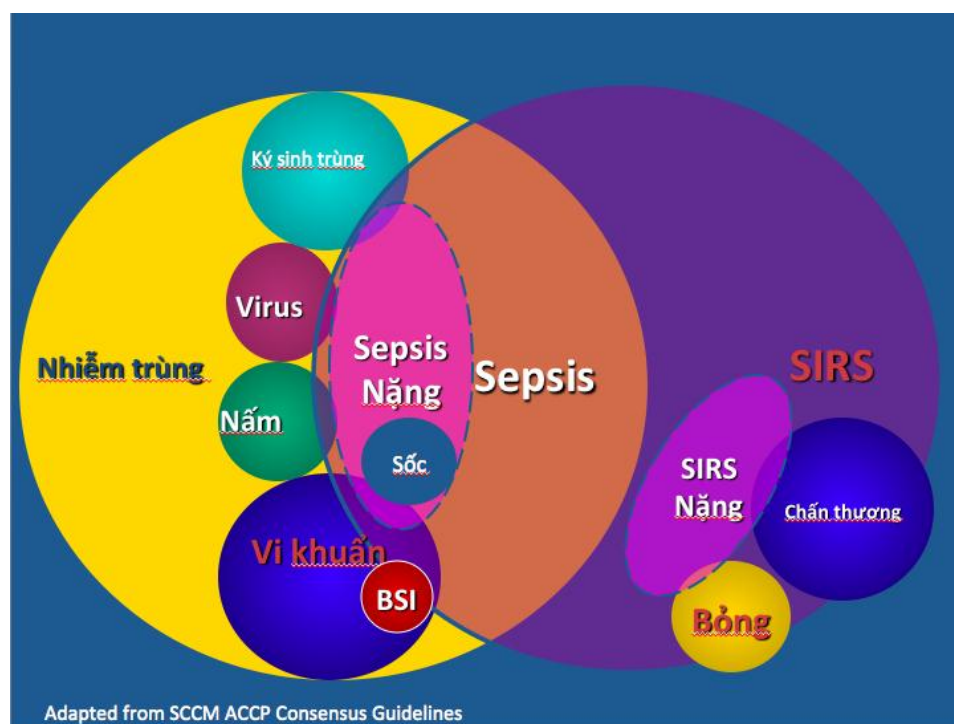 Ký sinh trùng
Virus
Nhiễm trùng
Sepsis
Nặng
Sepsis
SIRS
Nấm
Sốc
SIRS
Nặng
Chấn thương
Vi khuẩn
BSI
Bỏng
Adapted from SCCM ACCP Consensus Guidelines